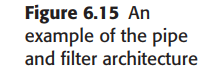 Figure 6.15 An
example of the pipe
and filter architecture